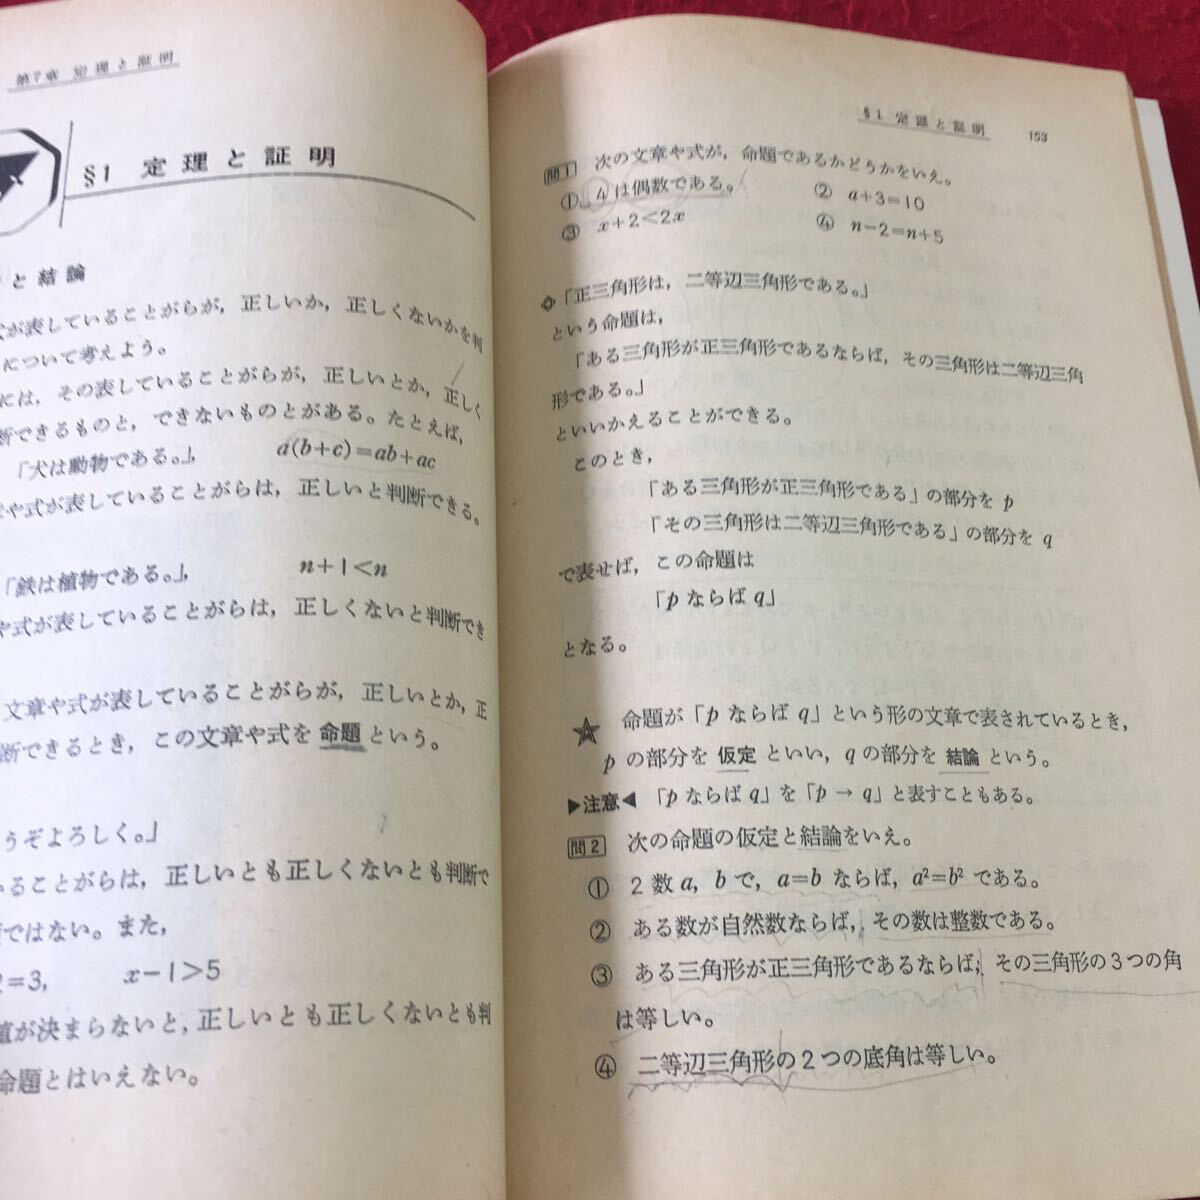 第7章 定理と証明
§1 定理と証明
と結論
が表していることがらが，正しいか，正しくないかを判
について考えよう。
には，その表していることがらが，正しいとか，正しく
断できるものと，できないものとがある。たとえば，
「犬は動物である。」， a(b+c)=ab+ac
や式が表していることがらは，正しいと判断できる。
「鉄は植物である。」， n+1<n
や式が表していることがらは，正しくないと判断でき
文章や式が表していることがらが，正しいとか，正
断できるとき，この文章や式を 命題 という。
うぞよろしく。」
いることがらは，正しいとも正しくないとも判断で
ではない。また，
2=3， x-1>5
値が決まらないと，正しいとも正しくないとも判
命題とはいえない。
§1 定理と証明 153
問1 次の文章や式が，命題であるかどうかをいえ。
① 4は偶数である。 ② a+3=10
③ x+2<2x ④ n-2=n+5
「正三角形は，二等辺三角形である。」
という命題は，
「ある三角形が正三角形であるならば，その三角形は二等辺三角
形である。」
といいかえることができる。
このとき，
「ある三角形が正三角形である」の部分を p
「その三角形は二等辺三角形である」の部分を q
で表せば，この命題は
「p ならば q」
となる。
命題が「p ならば q」という形の文章で表されているとき，
p の部分を 仮定 といい，q の部分を 結論 という。
▶注意◀ 「p ならば q」を「p → q」と表すこともある。
問2 次の命題の仮定と結論をいえ。
① 2数 a，b で，a=b ならば，a²=b² である。
② ある数が自然数ならば，その数は整数である。
③ ある三角形が正三角形であるならば，その三角形の3つの角
は等しい。
④ 二等辺三角形の2つの底角は等しい。